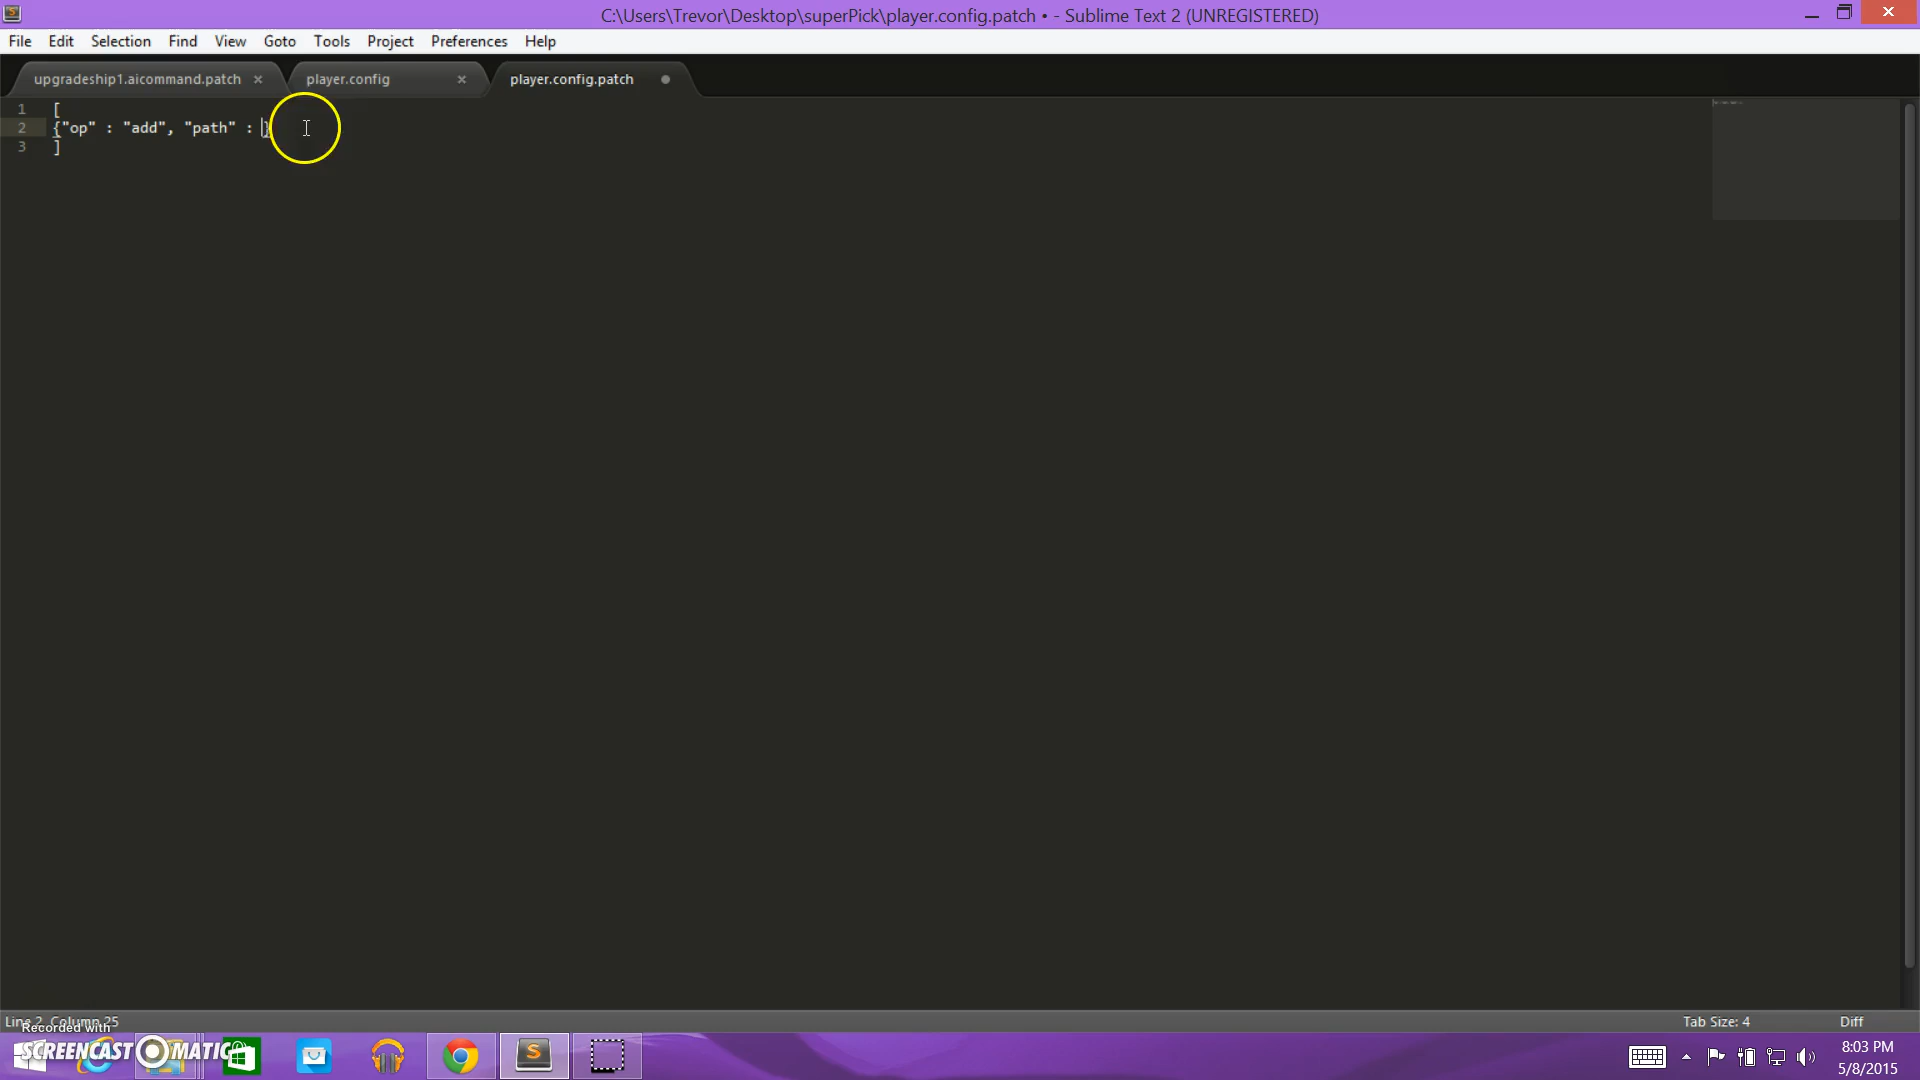 C:\Users\Trevor\Desktop\superPick\player.config.patch • - Sublime Text 2 (UNREGISTERED)
File Edit Selection Find View Goto Tools Project Preferences Help
upgradeship1.aicommand.patch player.config player.config.patch
1 [
2 {"op" : "add", "path" : }
3 ]
Line 2, Column 25 Tab Size: 4 Diff
Recorded with
SCREENCAST MATIC
8:03 PM
5/8/2015